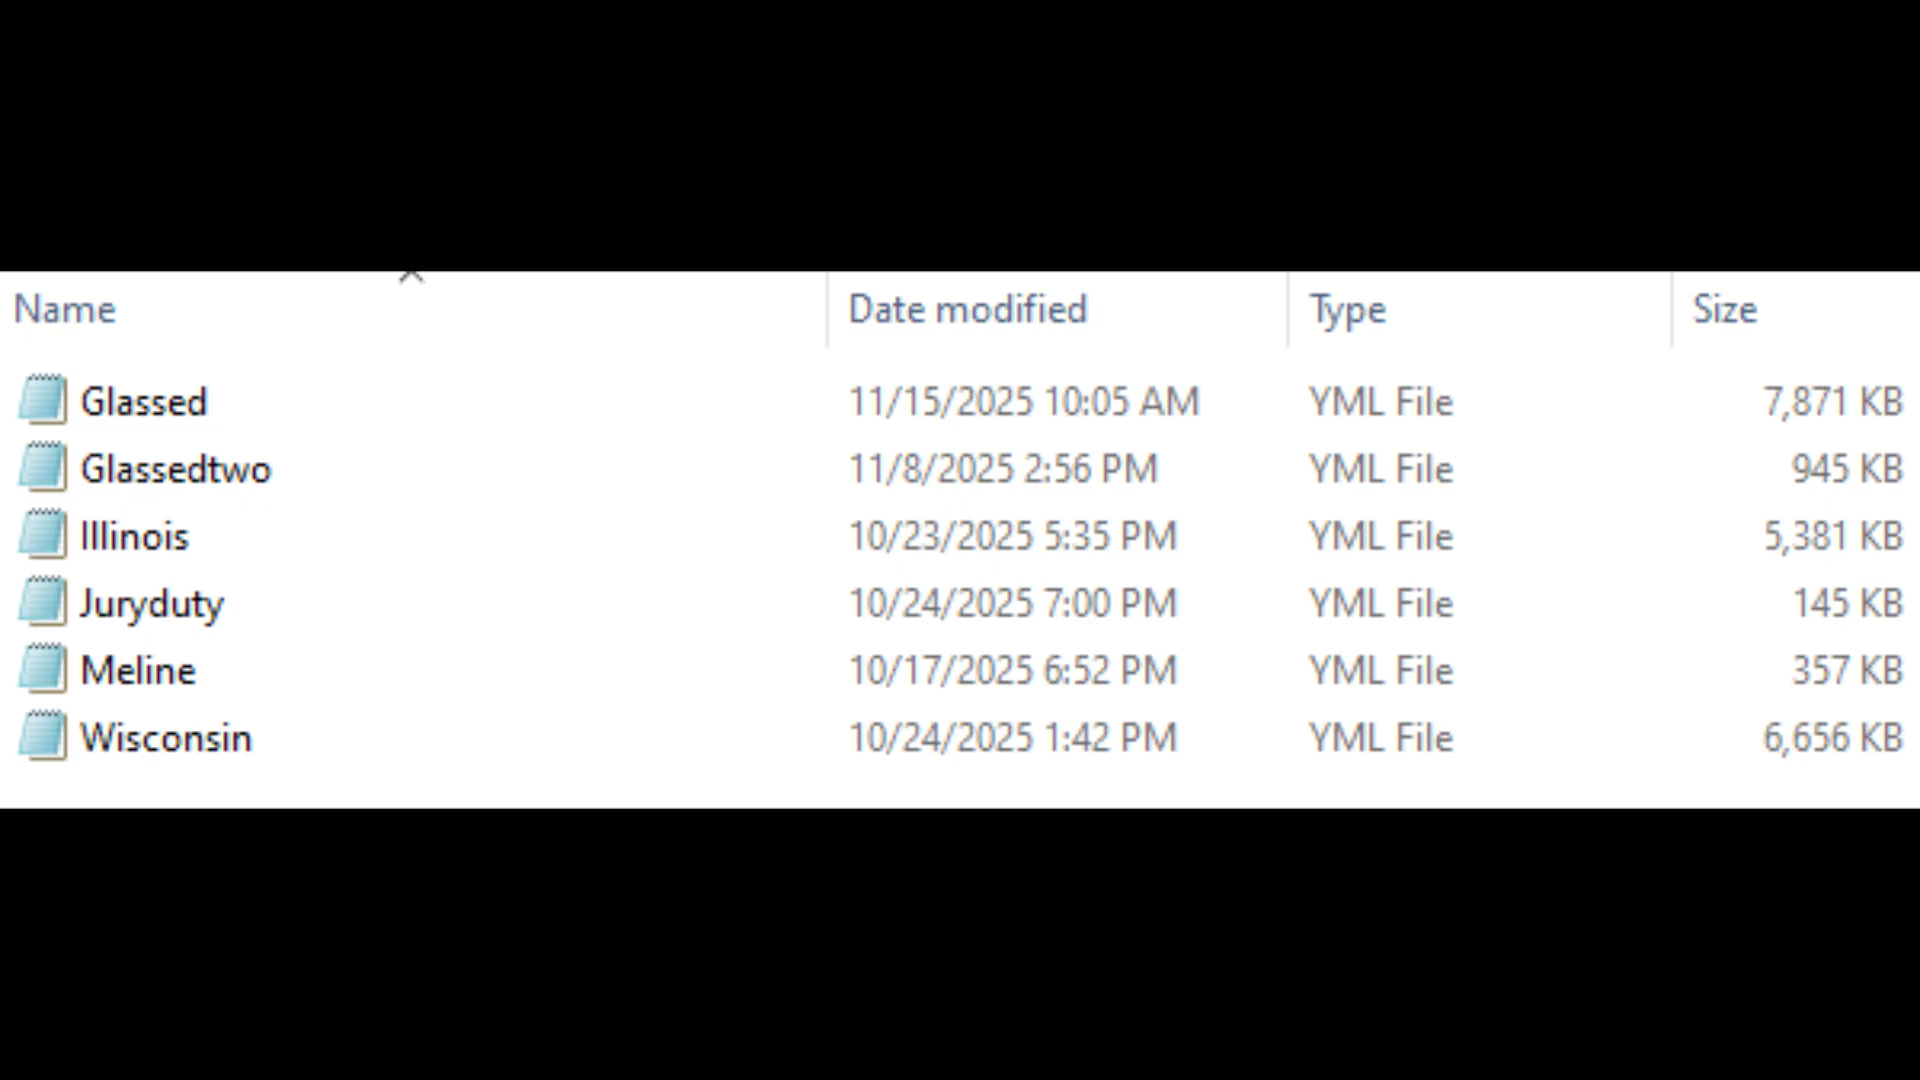 Name Date modified Type Size
Glassed 11/15/2025 10:05 AM YML File 7,871 KB
Glassedtwo 11/8/2025 2:56 PM YML File 945 KB
Illinois 10/23/2025 5:35 PM YML File 5,381 KB
Juryduty 10/24/2025 7:00 PM YML File 145 KB
Meline 10/17/2025 6:52 PM YML File 357 KB
Wisconsin 10/24/2025 1:42 PM YML File 6,656 KB